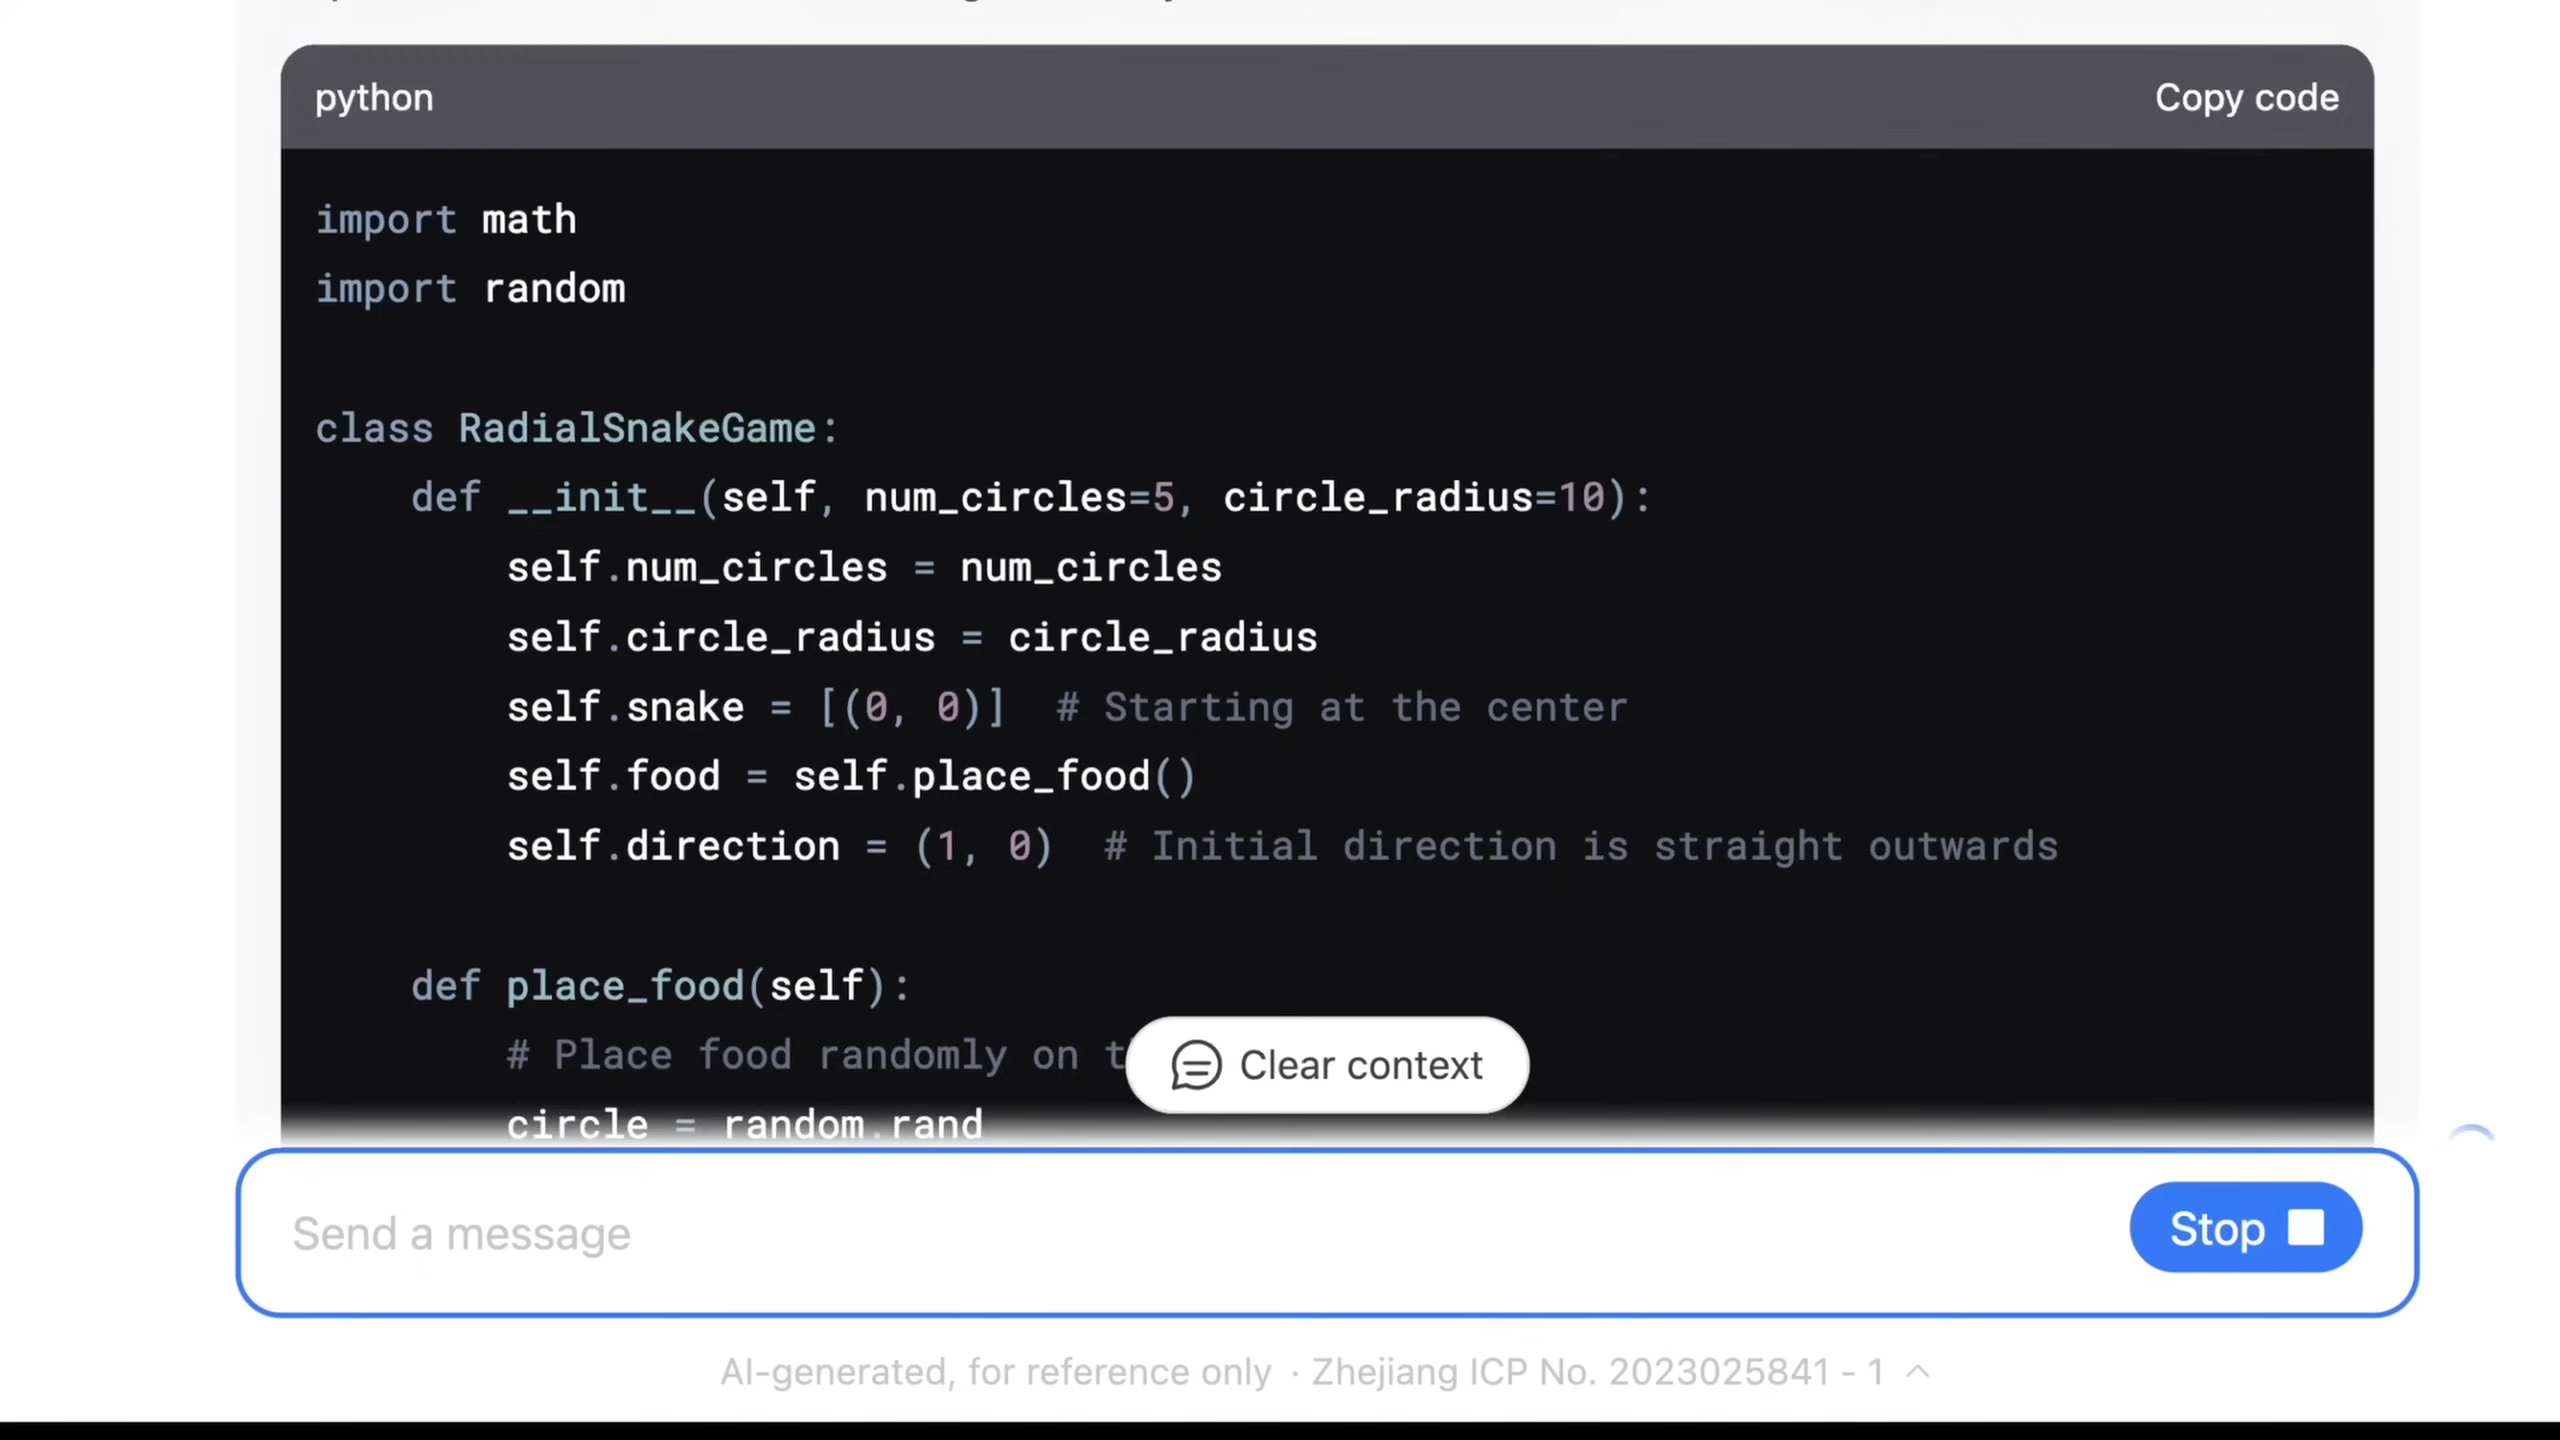 python
Copy code
import math
import random
class RadialSnakeGame:
def __init__(self, num_circles=5, circle_radius=10):
self.num_circles = num_circles
self.circle_radius = circle_radius
self.snake = [(0, 0)]  # Starting at the center
self.food = self.place_food()
self.direction = (1, 0)  # Initial direction is straight outwards
def place_food(self):
# Place food randomly on
Clear context
circle = random.rand
Send a message
Stop
AI-generated, for reference only · Zhejiang ICP No. 2023025841 - 1